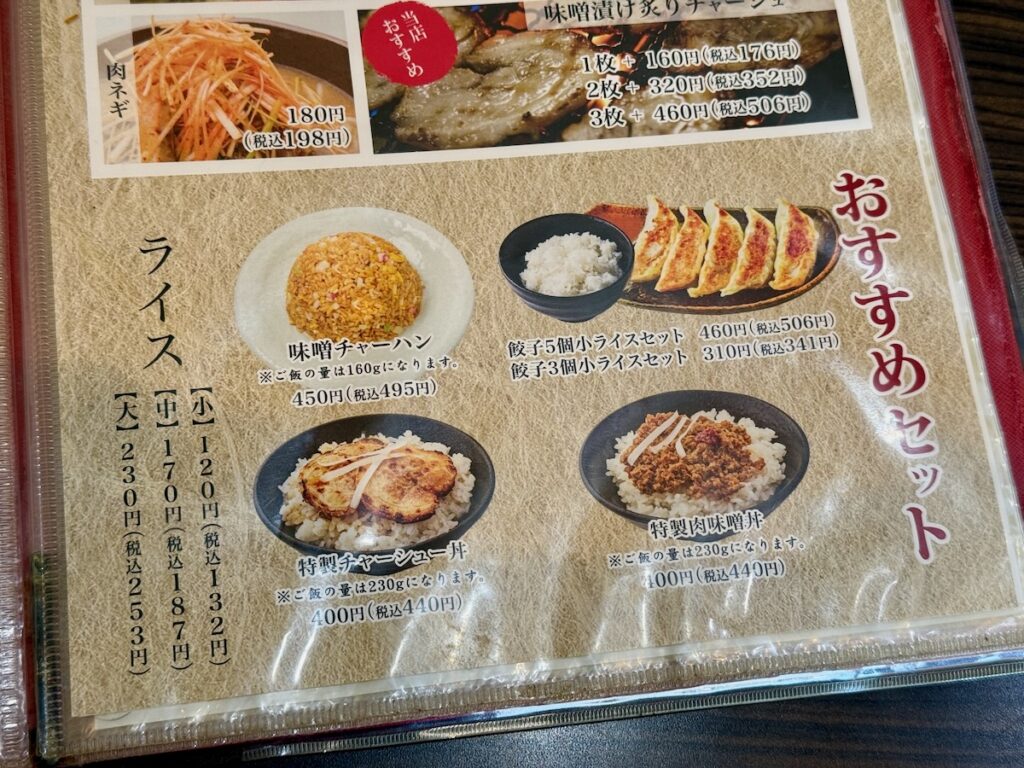 味噌漬け炙りチャーシュー
当店
おすすめ
1枚 + 160円(税込176円)
2枚 + 320円(税込352円)
3枚 + 460円(税込506円)
肉ネギ
180円
(税込198円)
おすすめセット
餃子5個小ライスセット 460円(税込506円)
餃子3個小ライスセット 310円(税込341円)
味噌チャーハン
※ご飯の量は160gになります。
450円(税込495円)
特製チャーシュー丼
※ご飯の量は230gになります。
400円(税込440円)
特製肉味噌丼
※ご飯の量は230gになります。
400円(税込440円)
ライス
【小】120円(税込132円)
【中】170円(税込187円)
【大】230円(税込253円)